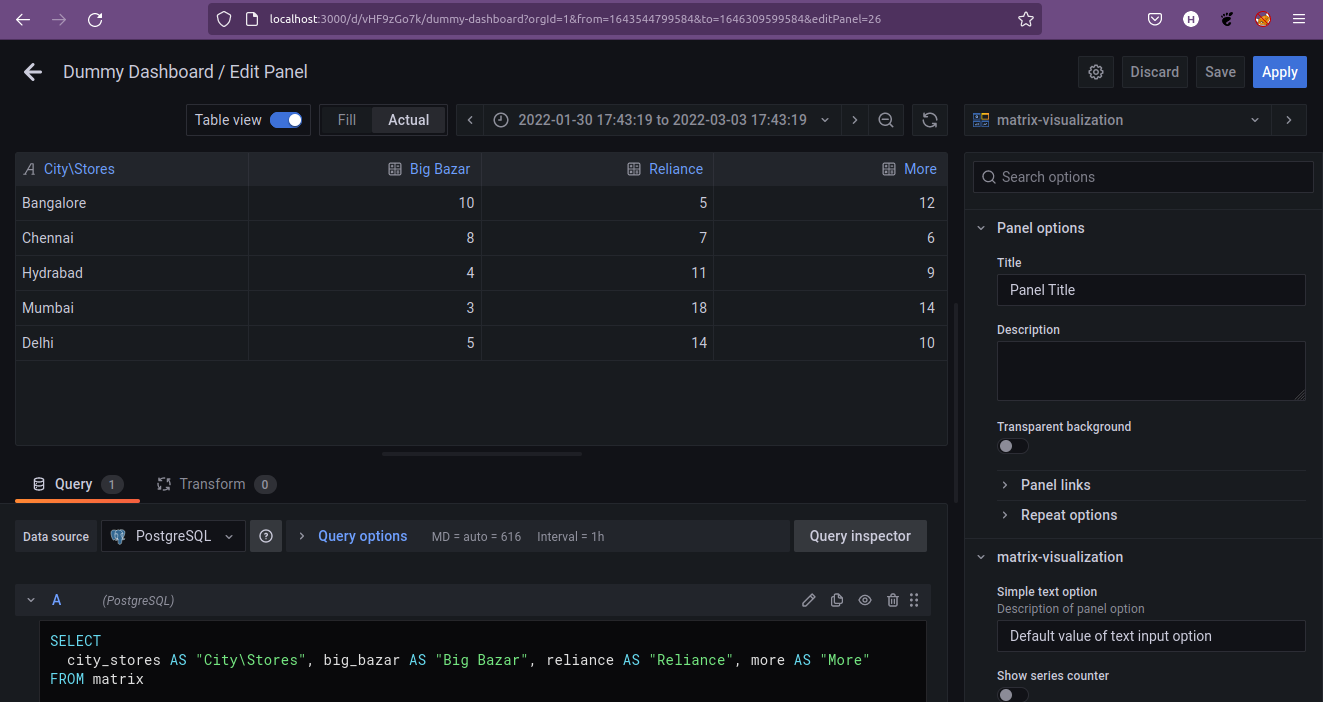 localhost:3000/d/vHF9zGo7k/dummy-dashboard?orgId=1&from=1643544799584&to=1646309599584&editPanel=26
H
Dummy Dashboard / Edit Panel
Discard Save Apply
Table view Fill Actual 2022-01-30 17:43:19 to 2022-03-03 17:43:19 matrix-visualization
City\Stores Big Bazar Reliance More
Bangalore 10 5 12
Chennai 8 7 6
Hydrabad 4 11 9
Mumbai 3 18 14
Delhi 5 14 10
Query 1 Transform 0
Data source PostgreSQL Query options MD = auto = 616 Interval = 1h Query inspector
A (PostgreSQL)
SELECT
city_stores AS "City\Stores", big_bazar AS "Big Bazar", reliance AS "Reliance", more AS "More"
FROM matrix
Search options
Panel options
Title
Panel Title
Description
Transparent background
Panel links
Repeat options
matrix-visualization
Simple text option
Description of panel option
Default value of text input option
Show series counter